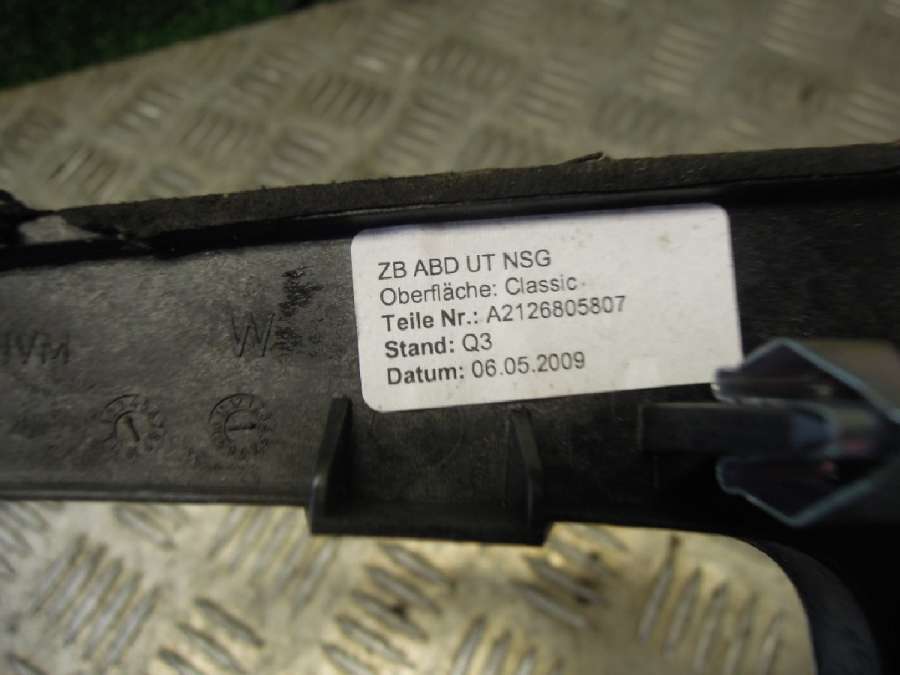 ZB ABD UT NSG
Oberfläche: Classic
Teile Nr.: A2126805807
Stand: Q3
Datum: 06.05.2009
W